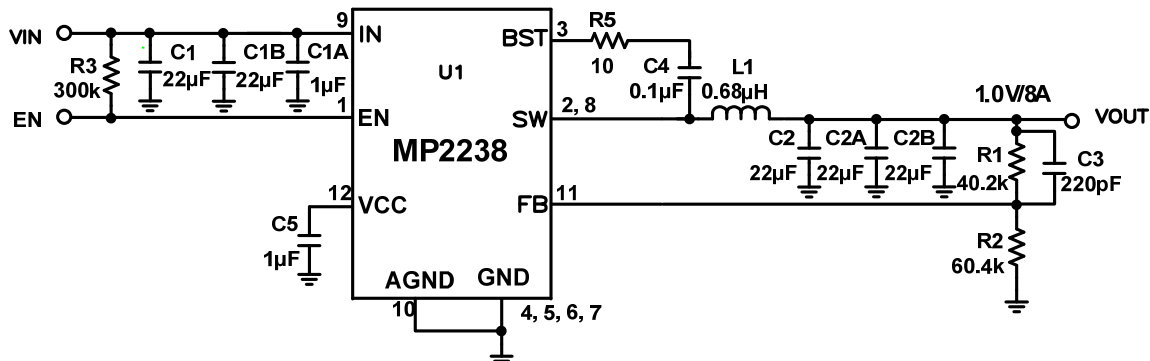 VIN
R3
300k
EN
C1
22μF
C1B
22μF
C1A
1μF
9
IN
1
EN
12
VCC
C5
1μF
U1
MP2238
AGND
10
GND
4, 5, 6, 7
BST
3
SW
2, 8
FB
11
R5
10
C4
0.1μF
L1
0.68μH
1.0V/8A
VOUT
C2
22μF
C2A
22μF
C2B
22μF
R1
40.2k
C3
220pF
R2
60.4k